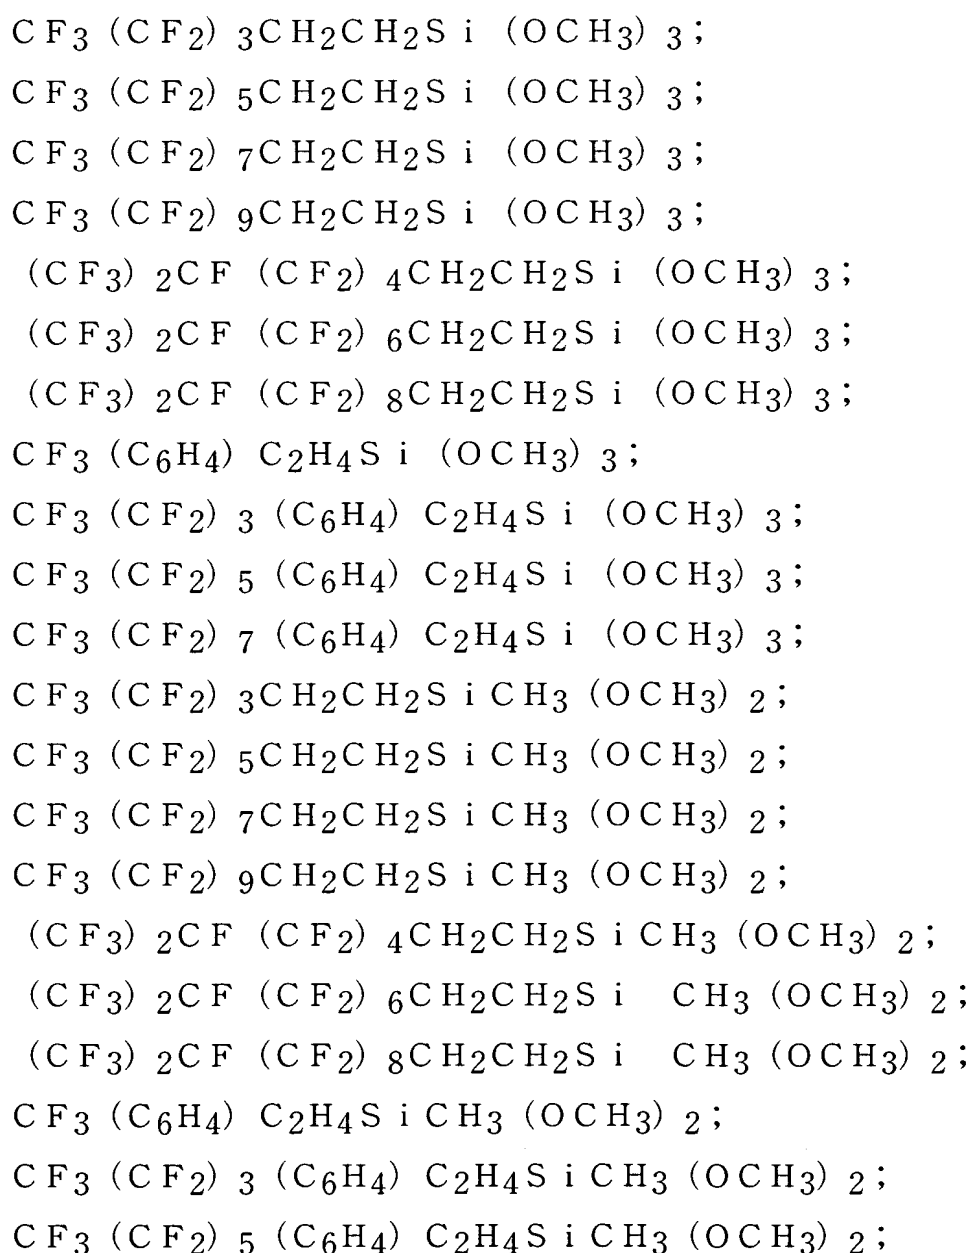 CF3(CF2)3CH2CH2Si(OCH3)3;
CF3(CF2)5CH2CH2Si(OCH3)3;
CF3(CF2)7CH2CH2Si(OCH3)3;
CF3(CF2)9CH2CH2Si(OCH3)3;
(CF3)2CF(CF2)4CH2CH2Si(OCH3)3;
(CF3)2CF(CF2)6CH2CH2Si(OCH3)3;
(CF3)2CF(CF2)8CH2CH2Si(OCH3)3;
CF3(C6H4)C2H4Si(OCH3)3;
CF3(CF2)3(C6H4)C2H4Si(OCH3)3;
CF3(CF2)5(C6H4)C2H4Si(OCH3)3;
CF3(CF2)7(C6H4)C2H4Si(OCH3)3;
CF3(CF2)3CH2CH2SiCH3(OCH3)2;
CF3(CF2)5CH2CH2SiCH3(OCH3)2;
CF3(CF2)7CH2CH2SiCH3(OCH3)2;
CF3(CF2)9CH2CH2SiCH3(OCH3)2;
(CF3)2CF(CF2)4CH2CH2SiCH3(OCH3)2;
(CF3)2CF(CF2)6CH2CH2Si CH3(OCH3)2;
(CF3)2CF(CF2)8CH2CH2Si CH3(OCH3)2;
CF3(C6H4)C2H4SiCH3(OCH3)2;
CF3(CF2)3(C6H4)C2H4SiCH3(OCH3)2;
CF3(CF2)5(C6H4)C2H4SiCH3(OCH3)2;